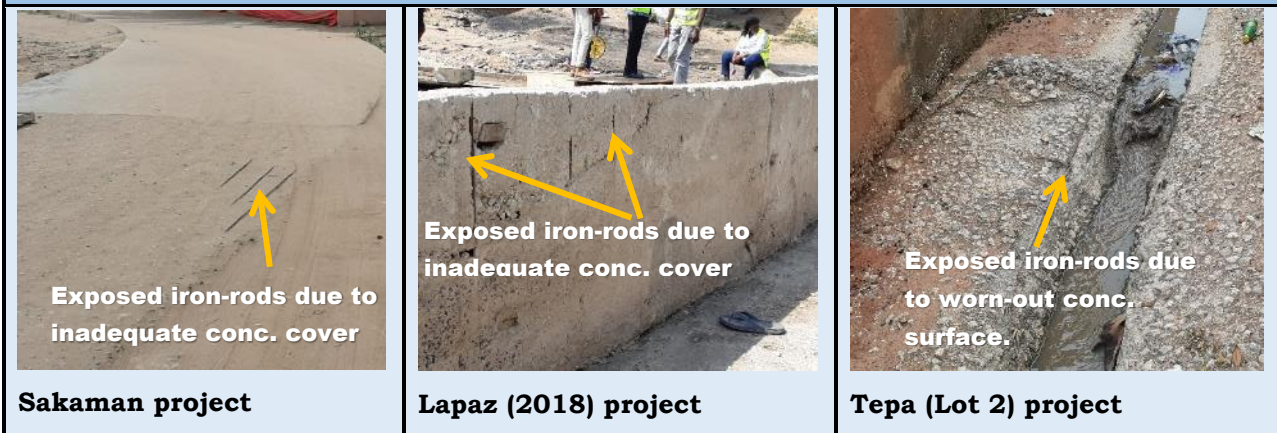 Exposed iron-rods due to
inadequate conc. cover
Sakaman project
Exposed iron-rods due to
inadequate conc. cover
Lapaz (2018) project
Exposed iron-rods due
to worn-out conc.
surface.
Tepa (Lot 2) project